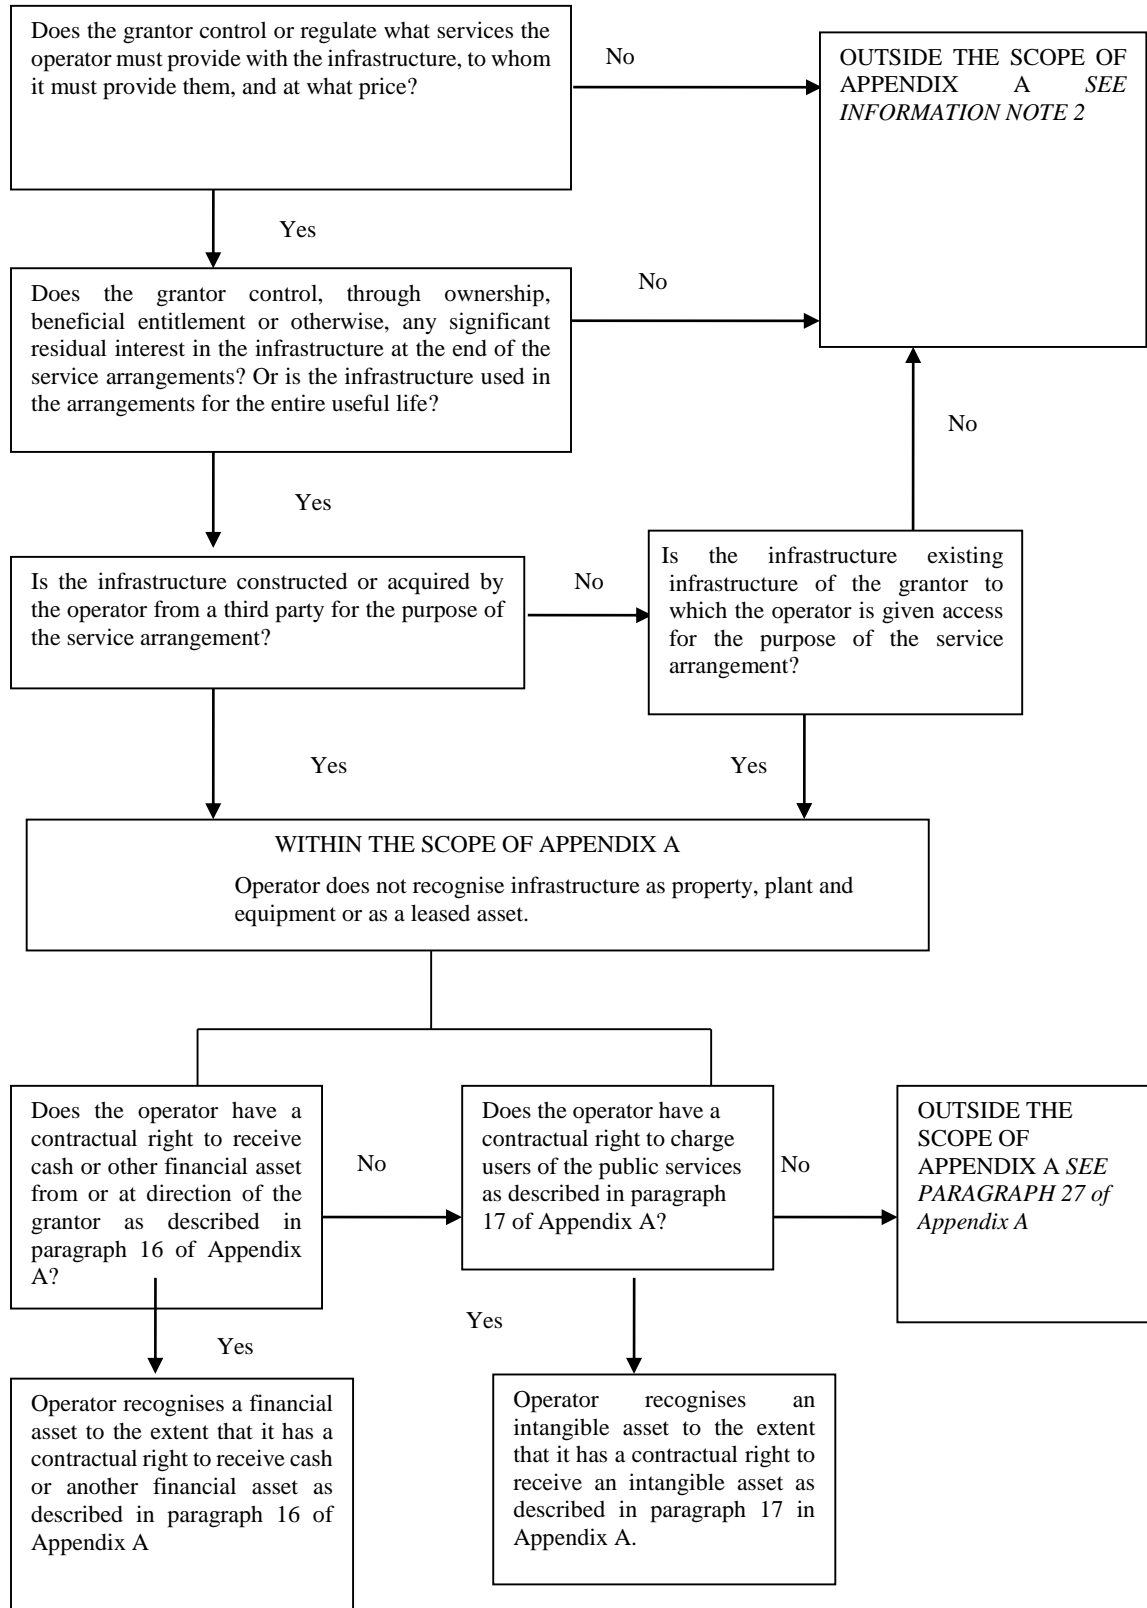 Does the grantor control or regulate what services the
operator must provide with the infrastructure, to whom
it must provide them, and at what price?
No
OUTSIDE THE SCOPE OF
APPENDIX A SEE
INFORMATION NOTE 2
Yes
Does the grantor control, through ownership,
beneficial entitlement or otherwise, any significant
residual interest in the infrastructure at the end of the
service arrangements? Or is the infrastructure used in
the arrangements for the entire useful life?
No
No
Yes
Is the infrastructure constructed or acquired by
the operator from a third party for the purpose of
the service arrangement?
No
Is the infrastructure existing
infrastructure of the grantor to
which the operator is given access
for the purpose of the service
arrangement?
Yes
Yes
WITHIN THE SCOPE OF APPENDIX A
Operator does not recognise infrastructure as property, plant and
equipment or as a leased asset.
Does the operator have a
contractual right to receive
cash or other financial asset
from or at direction of the
grantor as described in
paragraph 16 of Appendix
A?
No
Does the operator have a
contractual right to charge
users of the public services
as described in paragraph
17 of Appendix A?
No
OUTSIDE THE
SCOPE OF
APPENDIX A SEE
PARAGRAPH 27 of
Appendix A
Yes
Yes
Operator recognises a financial
asset to the extent that it has a
contractual right to receive cash
or another financial asset as
described in paragraph 16 of
Appendix A
Operator recognises an
intangible asset to the extent
that it has a contractual right to
receive an intangible asset as
described in paragraph 17 in
Appendix A.